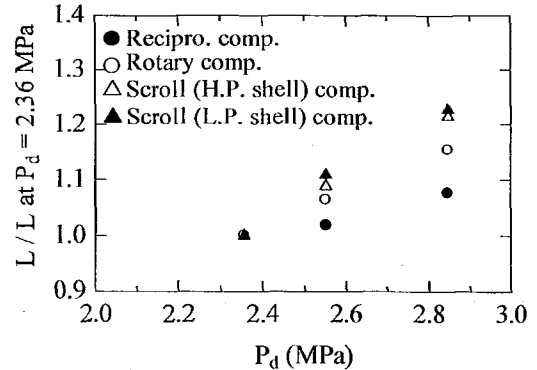 1.4
● Recipro. comp.
○ Rotary comp.
△ Scroll (H.P. shell) comp.
▲ Scroll (L.P. shell) comp.
1.3
1.2
1.1
1.0
0.9
L / L at Pd = 2.36 MPa
2.0 2.2 2.4 2.6 2.8 3.0
Pd (MPa)